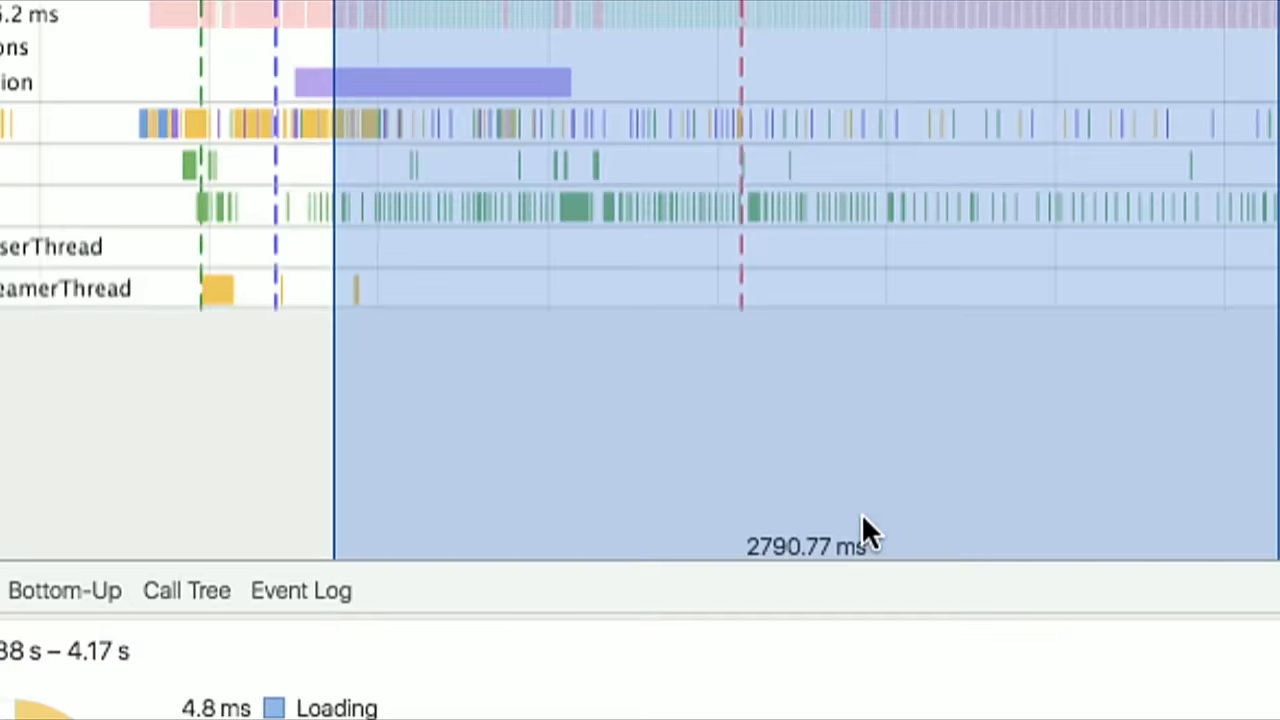 5.2 ms
ons
ion
serThread
eamerThread
2790.77 ms
Bottom-Up Call Tree Event Log
38 s – 4.17 s
4.8 ms Loading